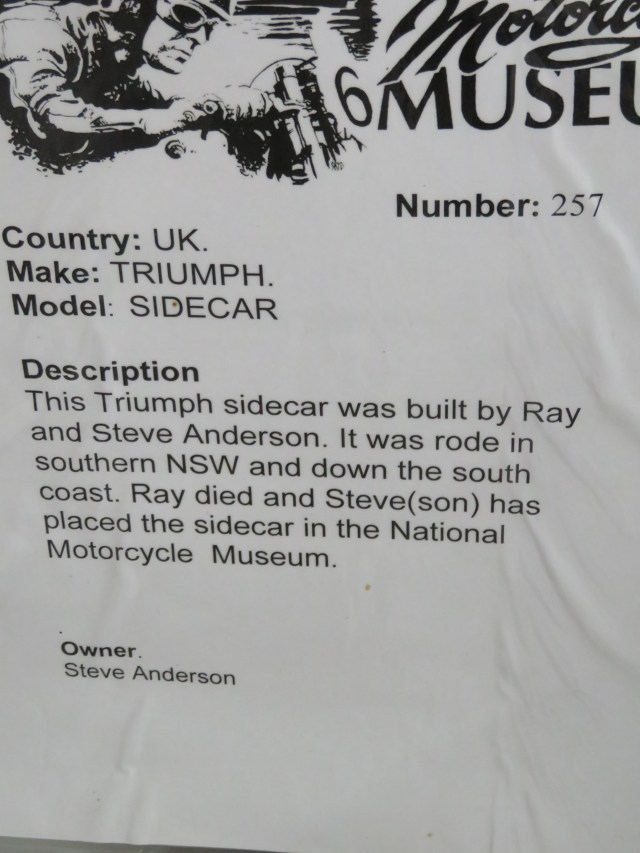 6
MUSEU
Number: 257
Country: UK.
Make: TRIUMPH.
Model: SIDECAR
Description
This Triumph sidecar was built by Ray
and Steve Anderson. It was rode in
southern NSW and down the south
coast. Ray died and Steve(son) has
placed the sidecar in the National
Motorcycle Museum.
Owner.
Steve Anderson